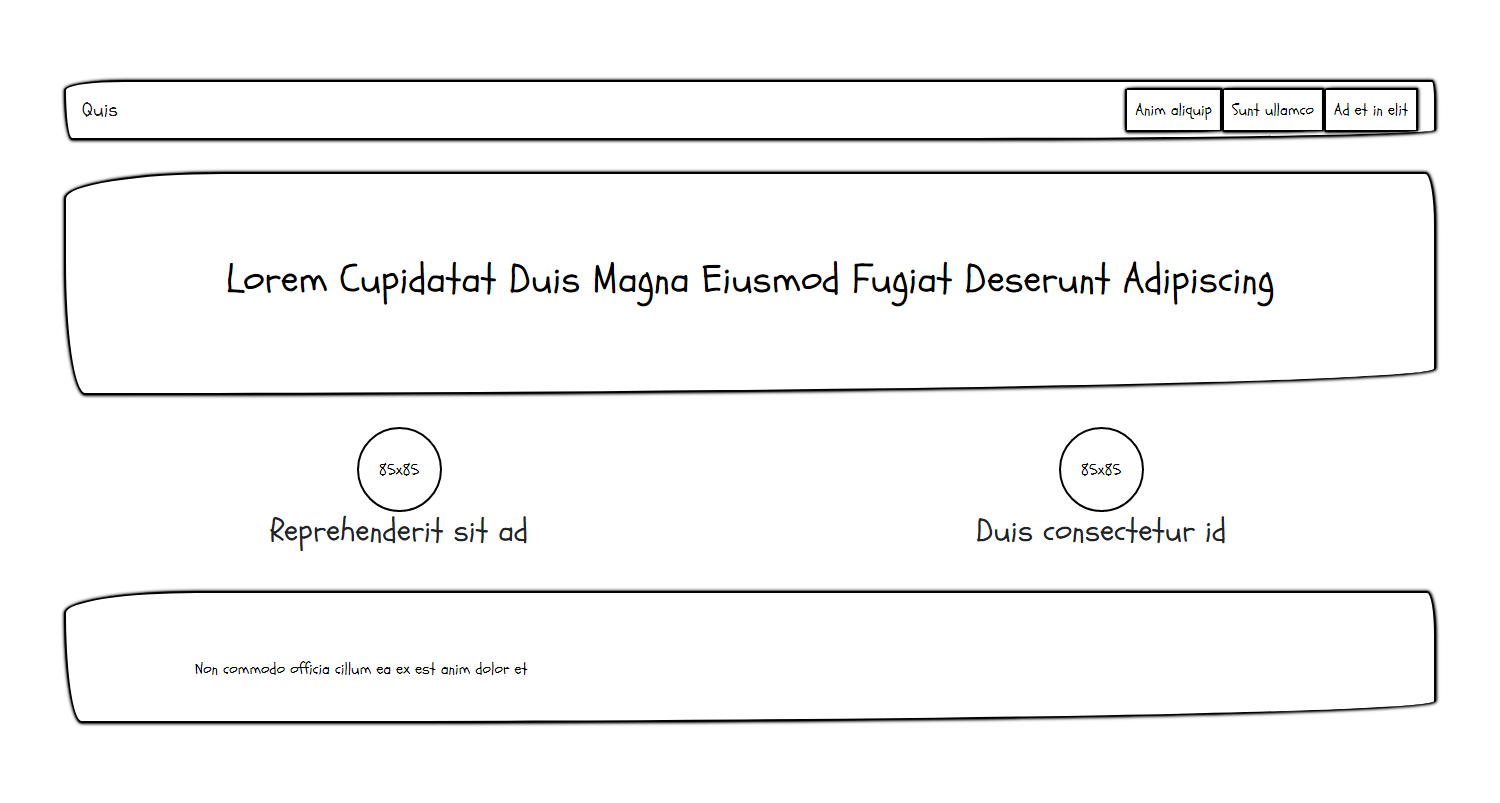 Quis
Anim aliquip
Sunt ullamco
Ad et in elit
Lorem Cupidatat Duis Magna Eiusmod Fugiat Deserunt Adipiscing
85x85
85x85
Reprehenderit sit ad
Duis consectetur id
Non commodo officia cillum ea ex est anim dolor et